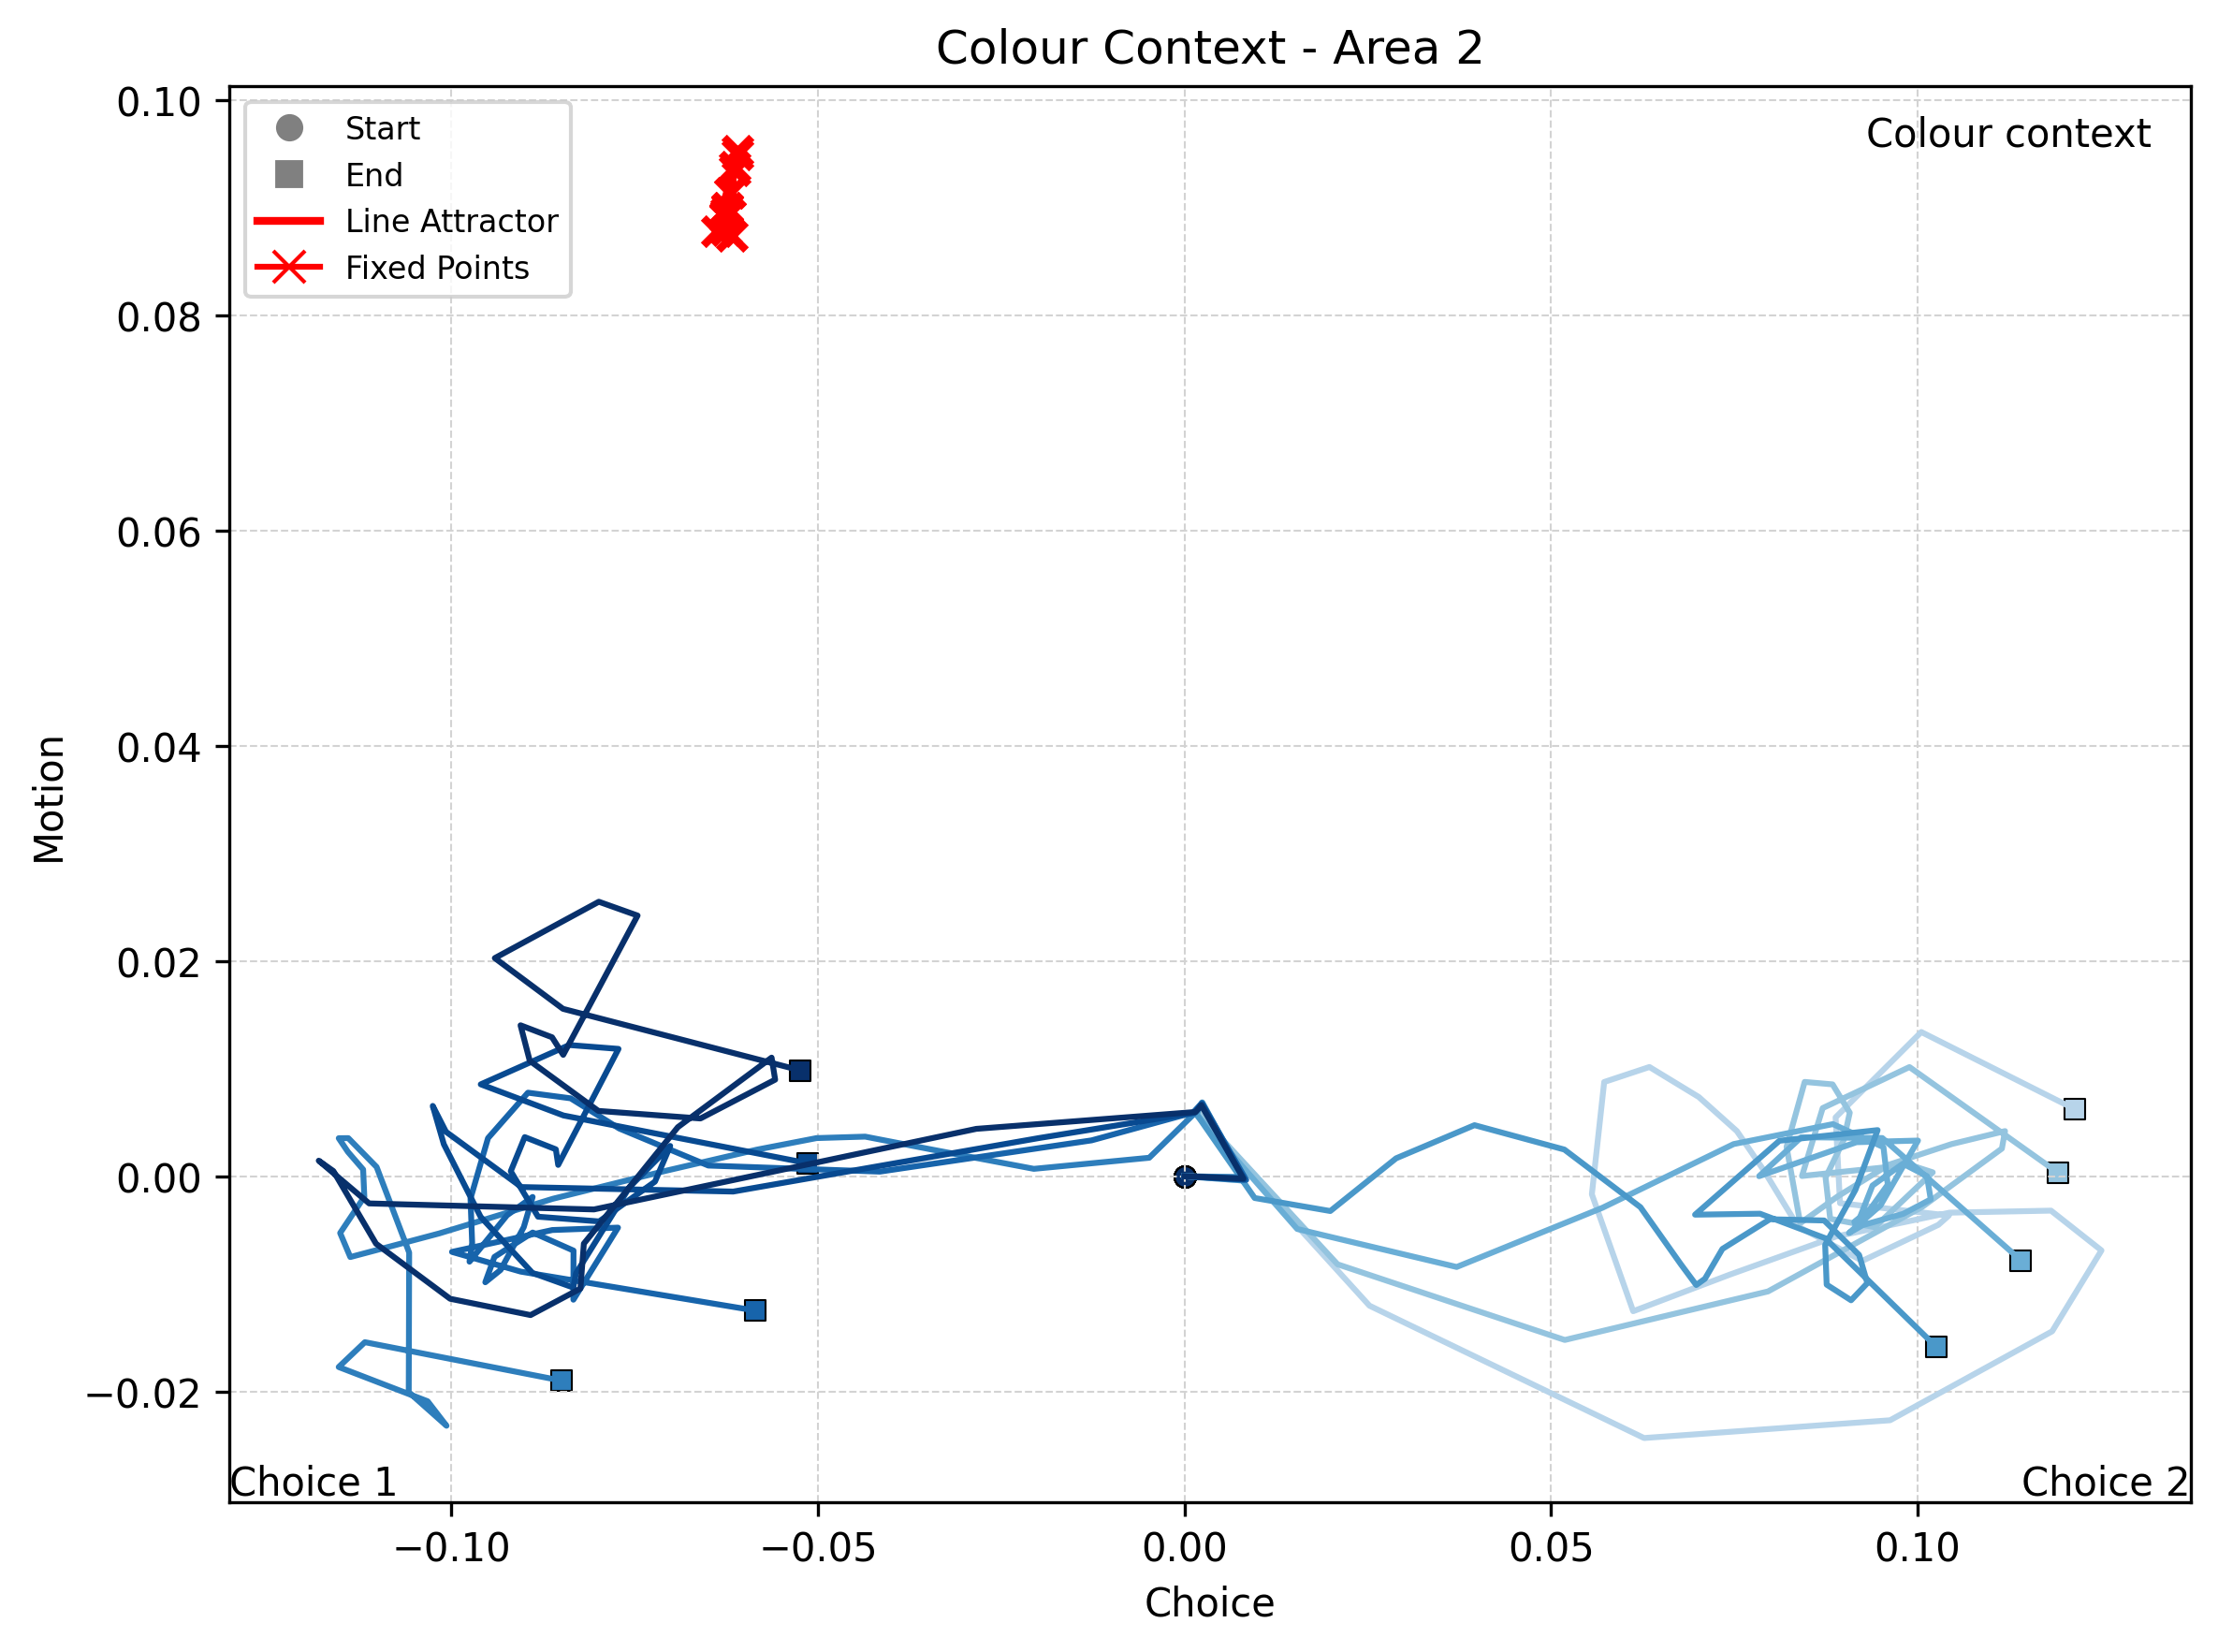 Colour Context - Area 2
Start
End
Line Attractor
Fixed Points
Colour context
0.10
0.08
0.06
0.04
0.02
0.00
−0.02
Motion
Choice 1
Choice 2
−0.10
−0.05
0.00
0.05
0.10
Choice